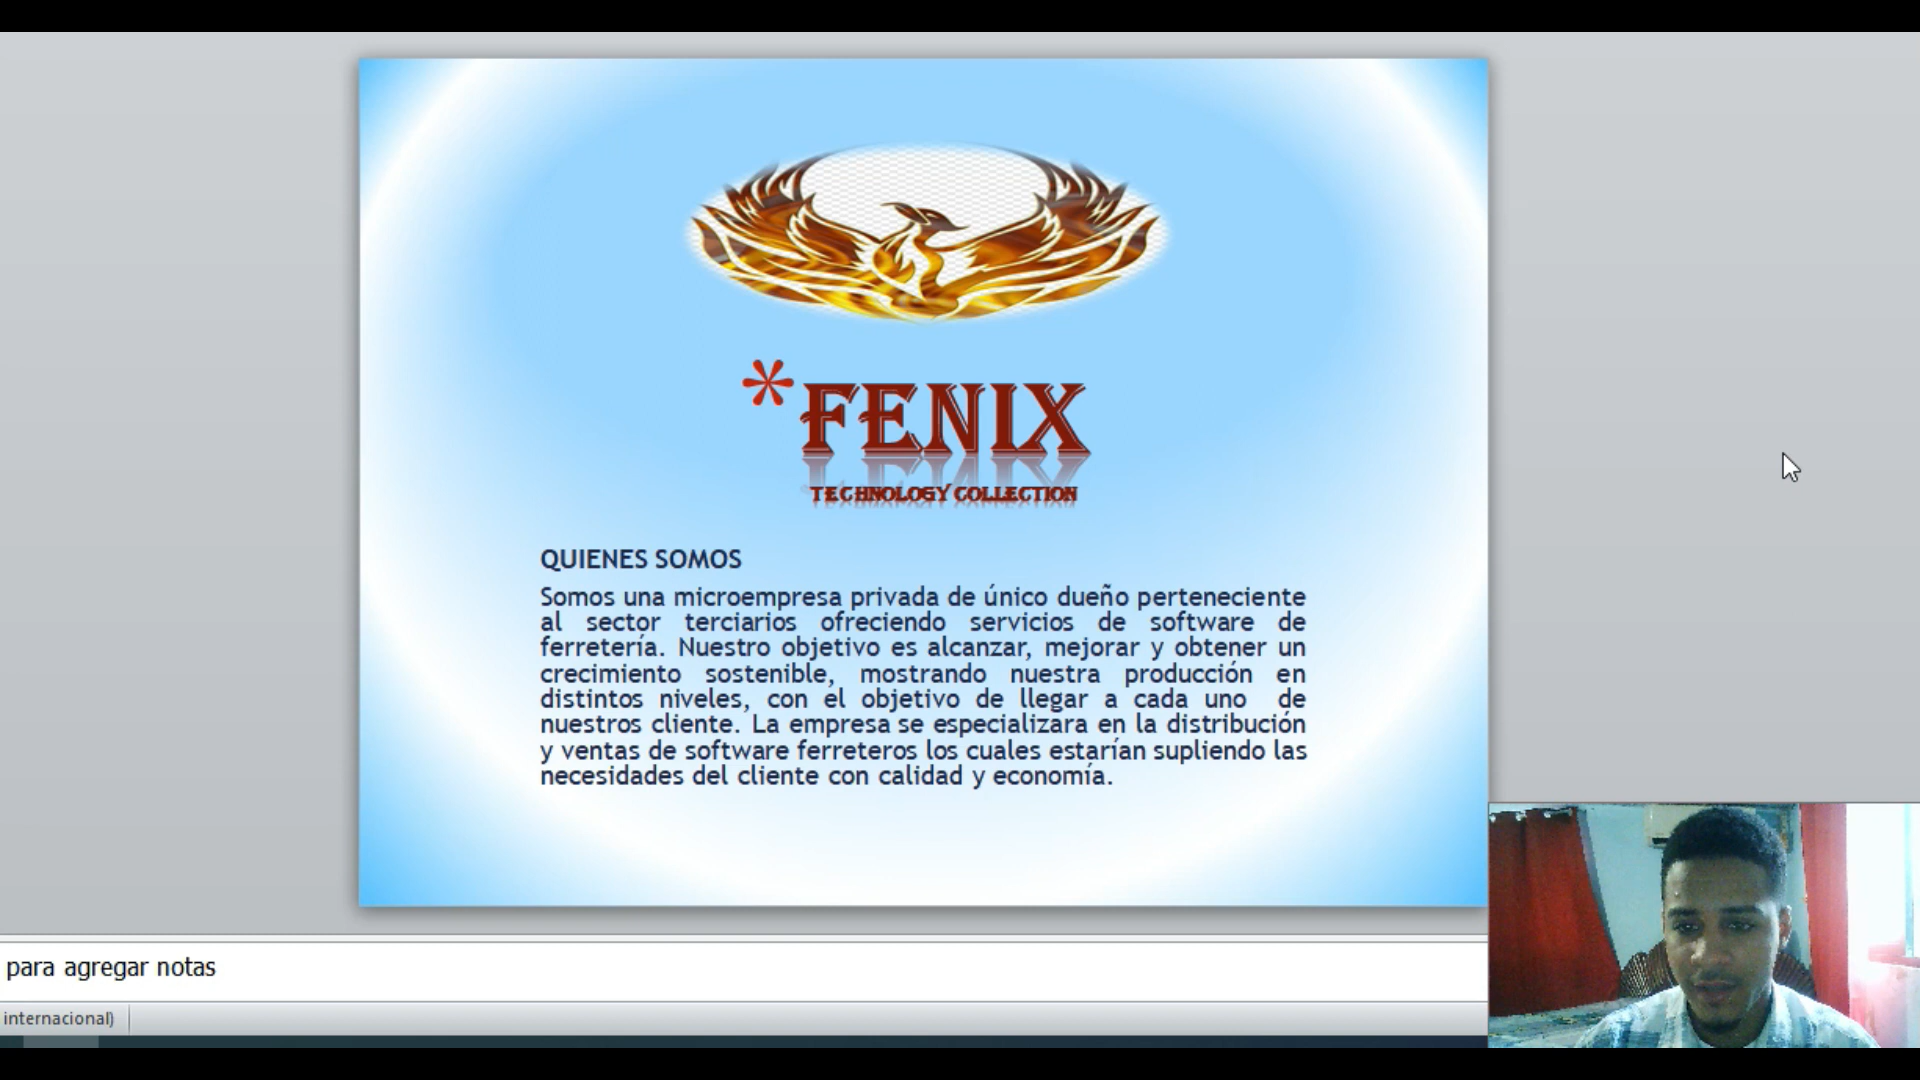 *FENIX
TECHNOLOGY COLLECTION
QUIENES SOMOS
Somos una microempresa privada de único dueño perteneciente
al sector terciarios ofreciendo servicios de software de
ferretería. Nuestro objetivo es alcanzar, mejorar y obtener un
crecimiento sostenible, mostrando nuestra producción en
distintos niveles, con el objetivo de llegar a cada uno de
nuestros cliente. La empresa se especializara en la distribución
y ventas de software ferreteros los cuales estarían supliendo las
necesidades del cliente con calidad y economía.
para agregar notas
internacional)